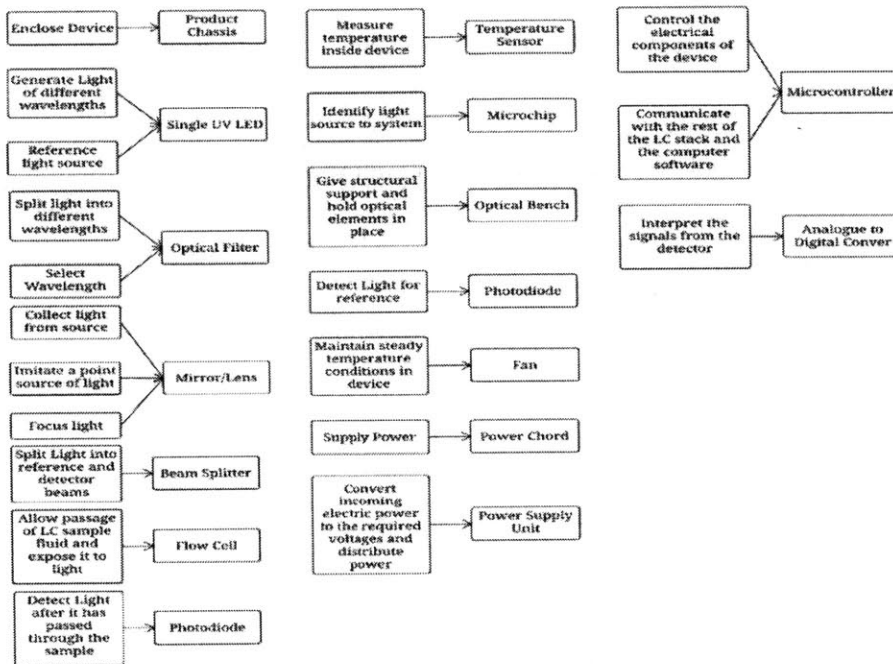 Enclose Device
Product
Chassis
Generate Light
of different
wavelengths
Reference
light source
Single UV LED
Split light into
different
wavelengths
Select
Wavelength
Optical Filter
Collect light
from source
Imitate a point
source of light
Focus light
Mirror/Lens
Split Light into
reference and
detector
beams
Beam Splitter
Allow passage
of LC sample
fluid and
expose it to
light
Flow Cell
Detect Light
after it has
passed
through the
sample
Photodiode
Measure
temperature
inside device
Temperature
Sensor
Identify light
source to system
Microchip
Give structural
support and
hold optical
elements in
place
Optical Bench
Detect Light for
reference
Photodiode
Maintain steady
temperature
conditions in
device
Fan
Supply Power
Power Chord
Convert
incoming
electric power
to the required
voltages and
distribute
power
Power Supply
Unit
Control the
electrical
components of
the device
Communicate
with the rest of
the LC stack and
the computer
software
Microcontroller
Interpret the
signals from the
detector
Analogue to
Digital Conver